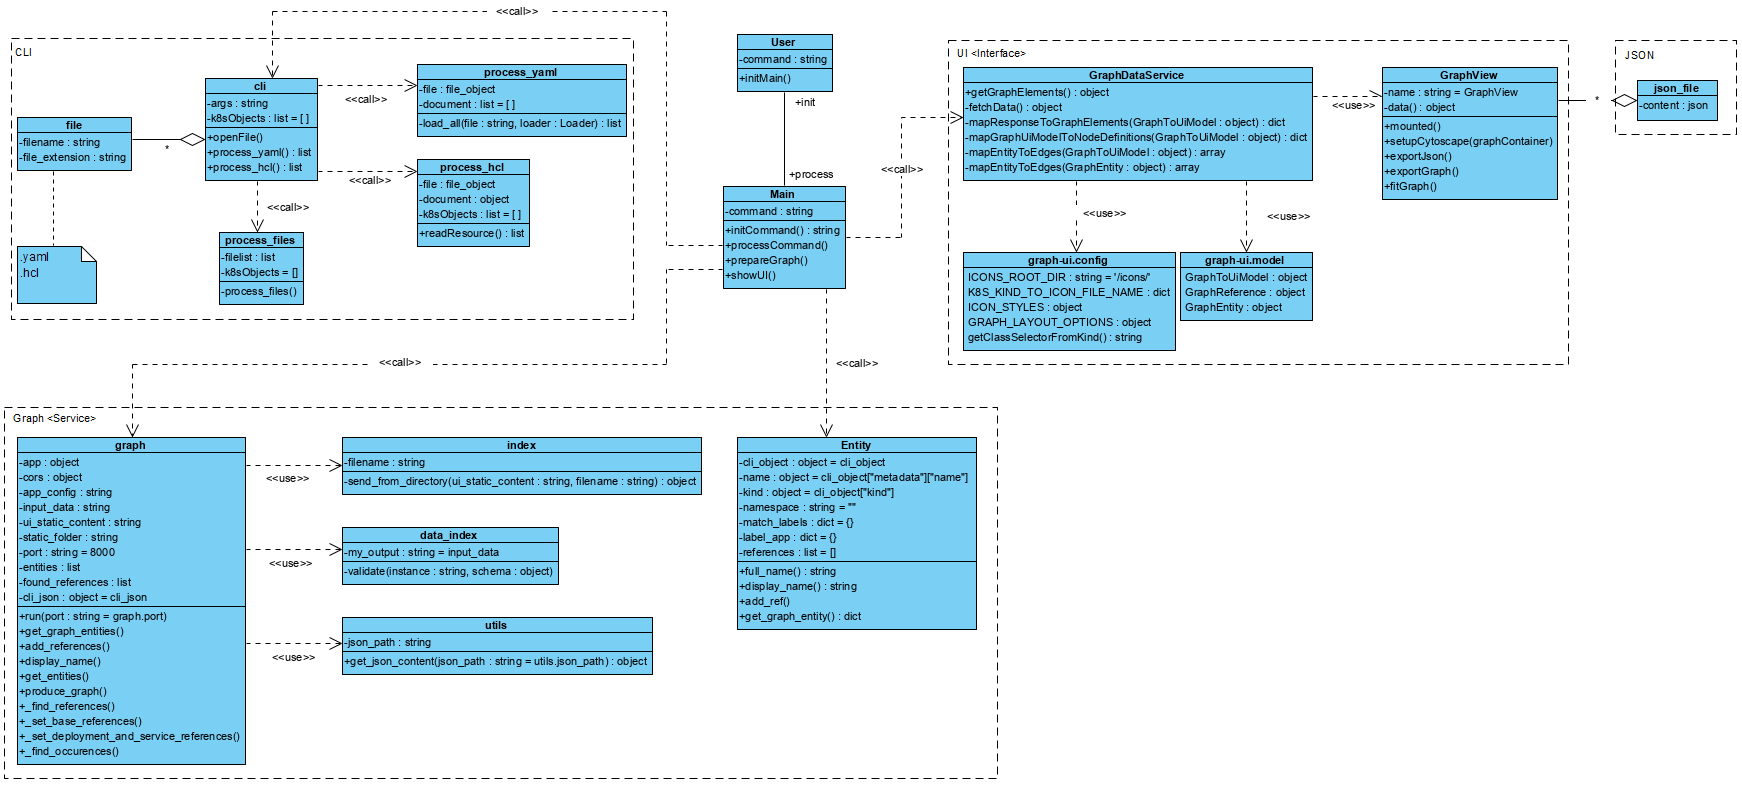 <<call>>
CLI
cli
-args : string
-k8sObjects : list = [ ]
+openFile()
+process_yaml() : list
+process_hcl() : list
<<call>>
process_yaml
-file : file_object
-document : list = [ ]
-load_all(file : string, loader : Loader) : list
file
-filename : string
-file_extension : string
*
<<call>>
process_hcl
-file : file_object
-document : object
-k8sObjects : list = [ ]
+readResource() : list
<<call>>
process_files
-filelist : list
-k8sObjects = []
-process_files()
.yaml
.hcl
User
-command : string
+initMain()
+init
+process
Main
-command : string
+initCommand() : string
+processCommand()
+prepareGraph()
+showUI()
<<call>>
UI <Interface>
GraphDataService
+getGraphElements() : object
-fetchData() : object
-mapResponseToGraphElements(GraphToUiModel : object) : dict
-mapGraphUiModelToNodeDefinitions(GraphToUiModel : object) : dict
-mapEntityToEdges(GraphToUiModel : object) : array
-mapEntityToEdges(GraphEntity : object) : array
<<use>>
GraphView
-name : string = GraphView
-data() : object
+mounted()
+setupCytoscape(graphContainer)
+exportJson()
+exportGraph()
+fitGraph()
*
JSON
json_file
-content : json
<<use>>
<<use>>
graph-ui.config
ICONS_ROOT_DIR : string = '/icons/'
K8S_KIND_TO_ICON_FILE_NAME : dict
ICON_STYLES : object
GRAPH_LAYOUT_OPTIONS : object
getClassSelectorFromKind() : string
graph-ui.model
GraphToUiModel : object
GraphReference : object
GraphEntity : object
<<call>>
<<call>>
Graph <Service>
graph
-app : object
-cors : object
-app_config : string
-input_data : string
-ui_static_content : string
-static_folder : string
-port : string = 8000
-entities : list
-found_references : list
-cli_json : object = cli_json
+run(port : string = graph.port)
+get_graph_entities()
+add_references()
+display_name()
+get_entities()
+produce_graph()
+_find_references()
+_set_base_references()
+_set_deployment_and_service_references()
+_find_occurences()
<<use>>
index
-filename : string
-send_from_directory(ui_static_content : string, filename : string) : object
<<use>>
data_index
-my_output : string = input_data
-validate(instance : string, schema : object)
<<use>>
utils
-json_path : string
+get_json_content(json_path : string = utils.json_path) : object
Entity
-cli_object : object = cli_object
-name : object = cli_object["metadata"]["name"]
-kind : object = cli_object["kind"]
-namespace : string = ""
-match_labels : dict = {}
-label_app : dict = {}
-references : list = []
+full_name() : string
+display_name() : string
+add_ref()
+get_graph_entity() : dict